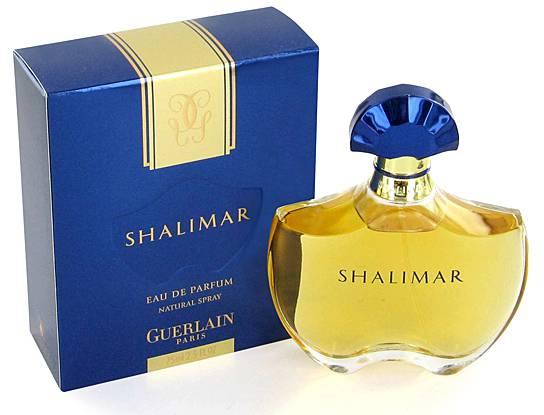 SHALIMAR
EAU DE PARFUM
NATURAL SPRAY
GUERLAIN
PARIS
SHALIMAR